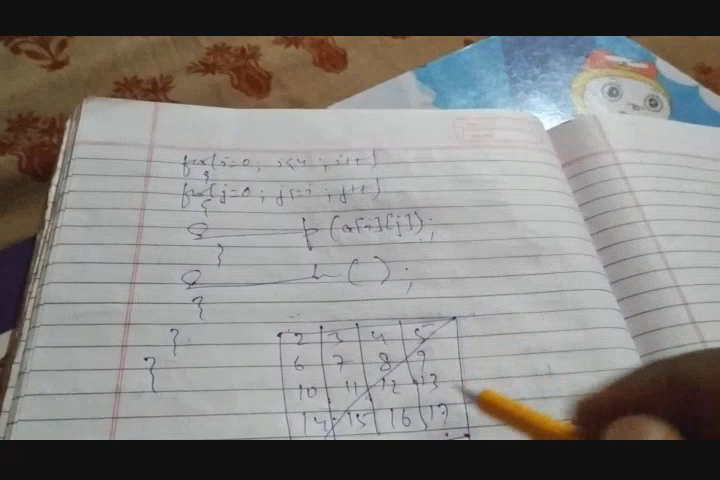 for(i=0; i<4; i++)
{
for(j=0; j<=i; j++)
{
S———p(a[i][j]);
}
S———ln( );
}
}
}
2 3 4 5
6 7 8 9
10 11 12 13
14 15 16 17